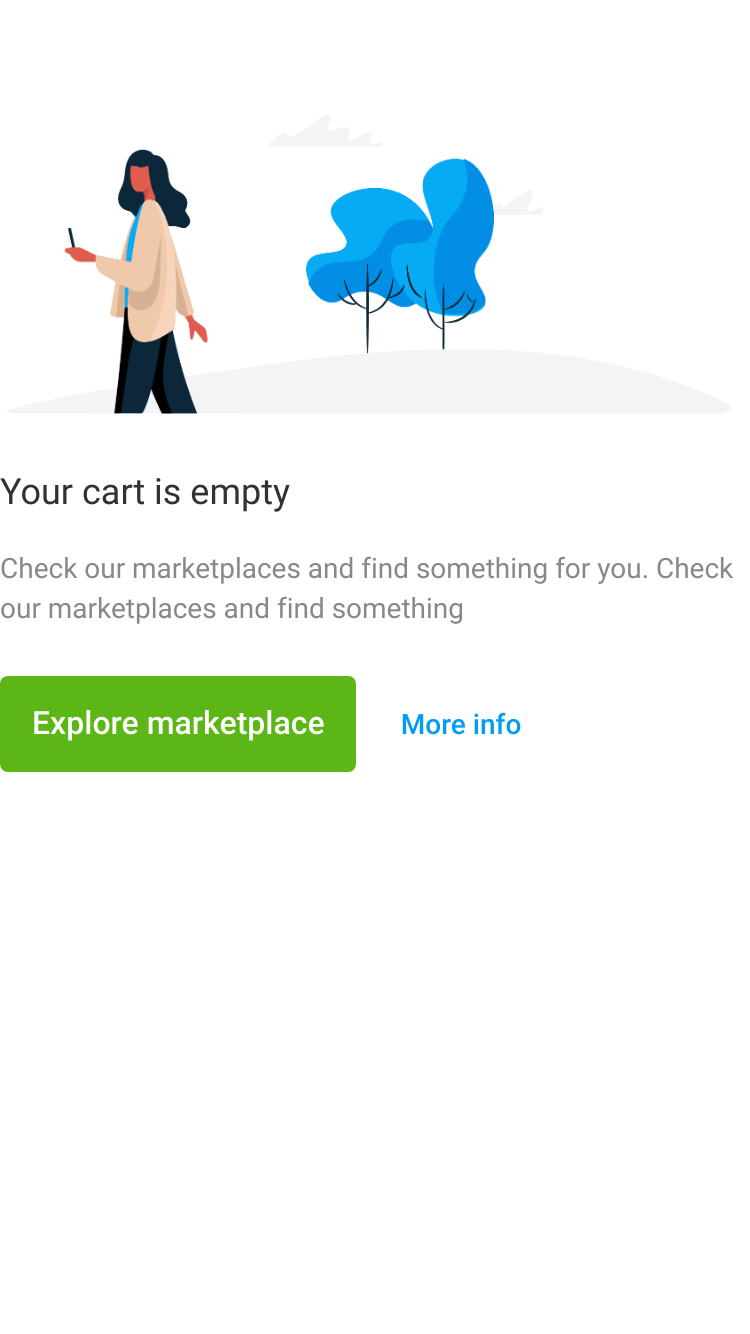 Your cart is empty
Check our marketplaces and find something for you. Check
our marketplaces and find something
Explore marketplace
More info